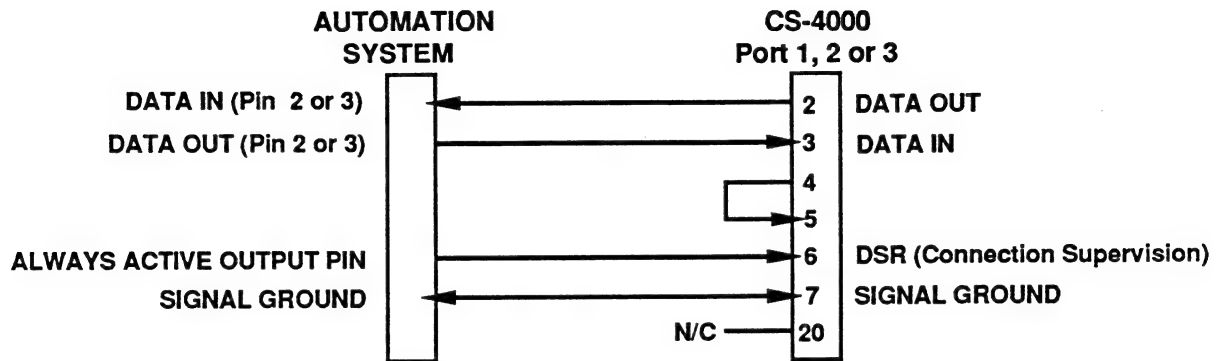 AUTOMATION SYSTEM
CS-4000 Port 1, 2 or 3
DATA IN (Pin 2 or 3)
2 DATA OUT
DATA OUT (Pin 2 or 3)
3 DATA IN
4
5
ALWAYS ACTIVE OUTPUT PIN
6 DSR (Connection Supervision)
SIGNAL GROUND
7 SIGNAL GROUND
N/C
20